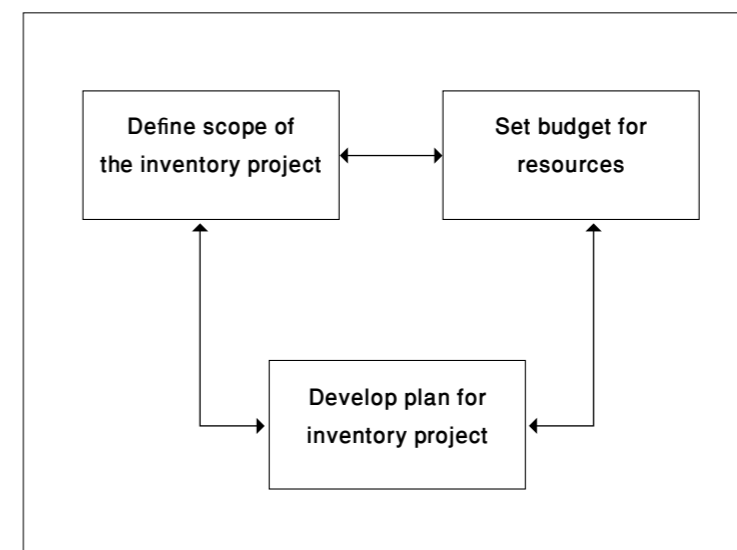 Define scope of
the inventory project
Set budget for
resources
Develop plan for
inventory project